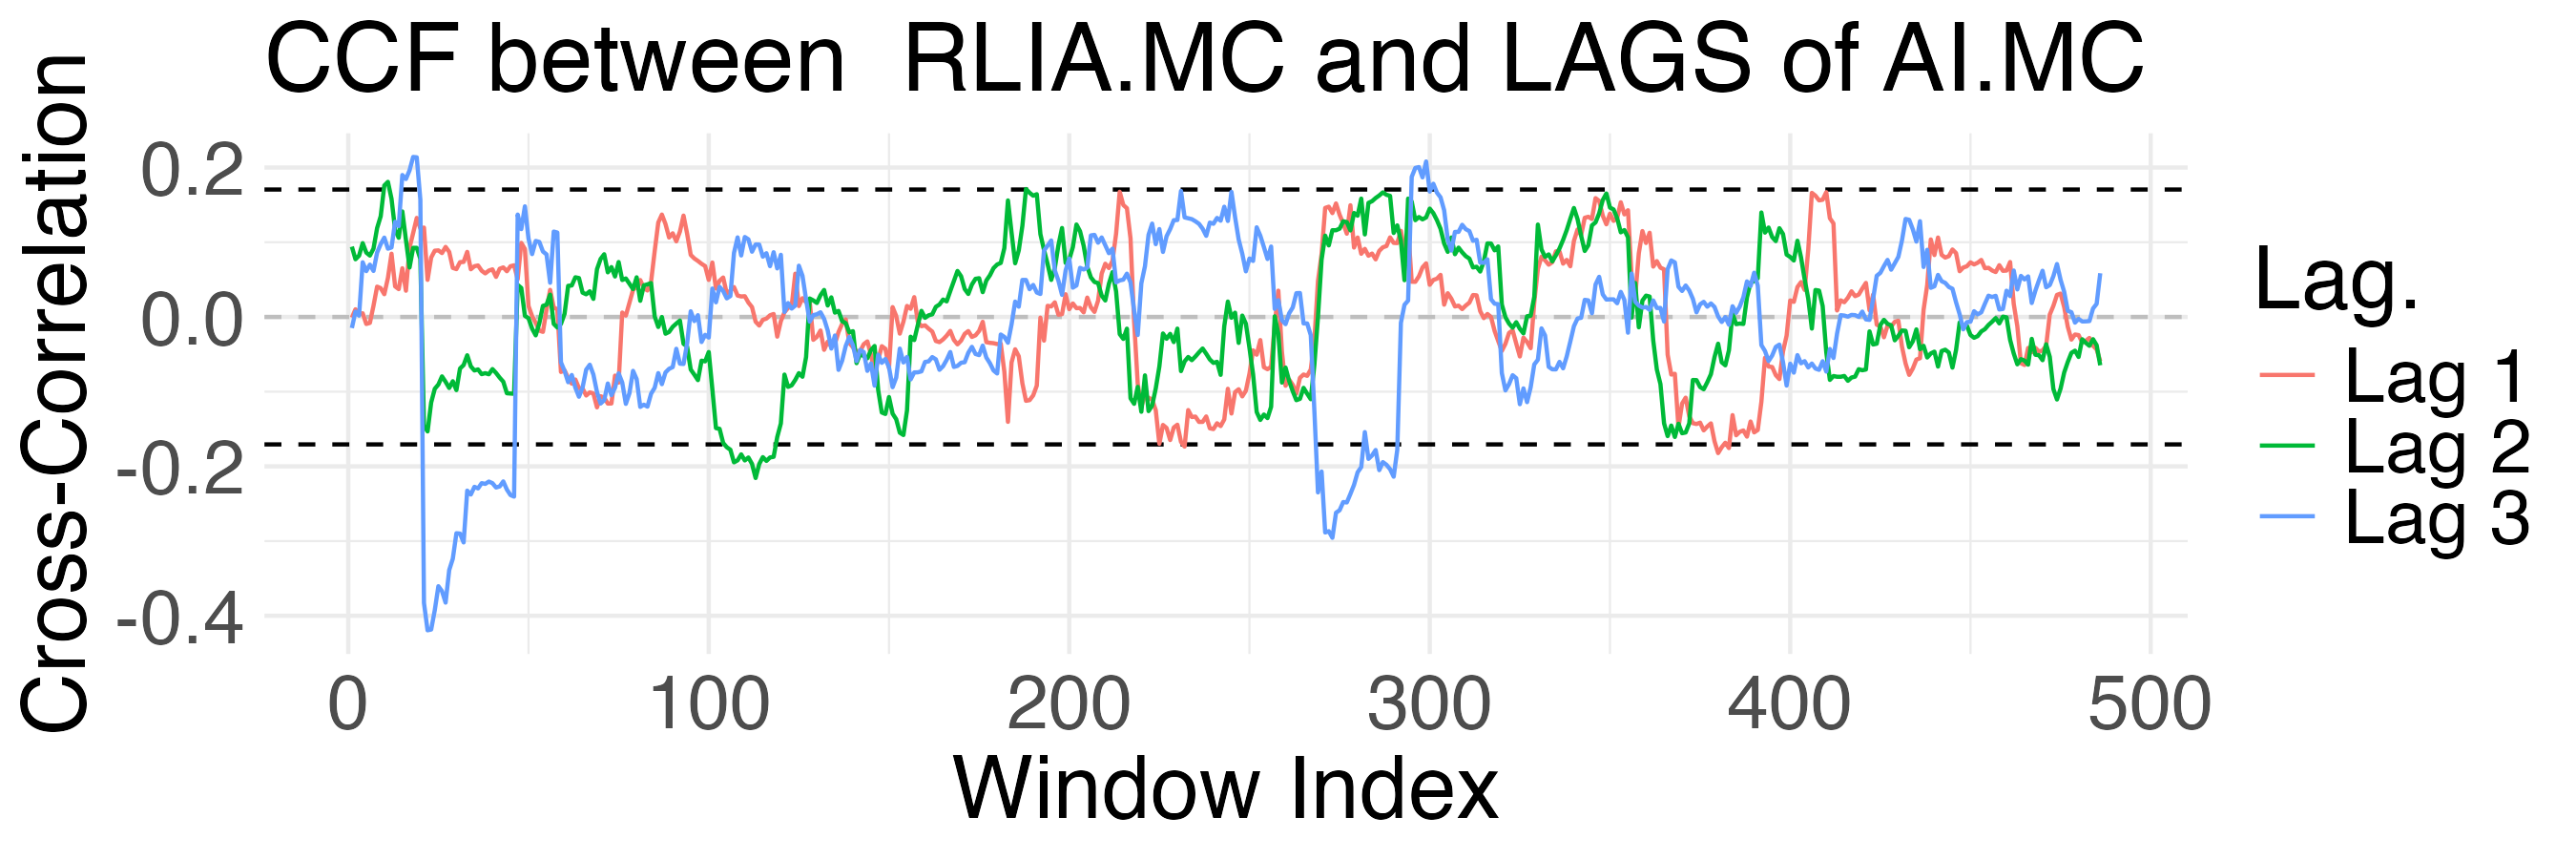 CCF between  RLIA.MC and LAGS of AI.MC
Cross-Correlation
0.2
0.0
-0.2
-0.4
0 100 200 300 400 500
Window Index
Lag.
Lag 1
Lag 2
Lag 3